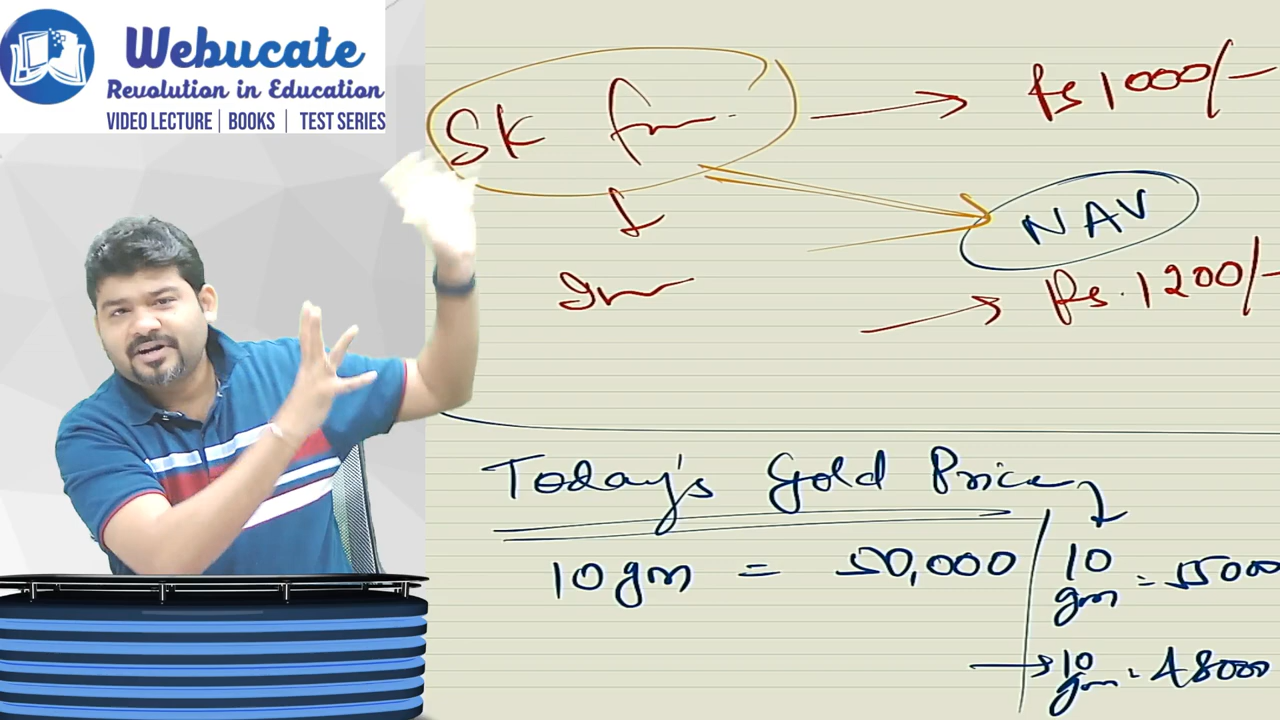 Webucate
Revolution in Education
VIDEO LECTURE | BOOKS | TEST SERIES
SK → Rs 1000/-
NAV
→ Rs. 1200/-
Today's Gold Price
10 gm = 50,000
10 gm = 55000
→ 10 gm = 48000